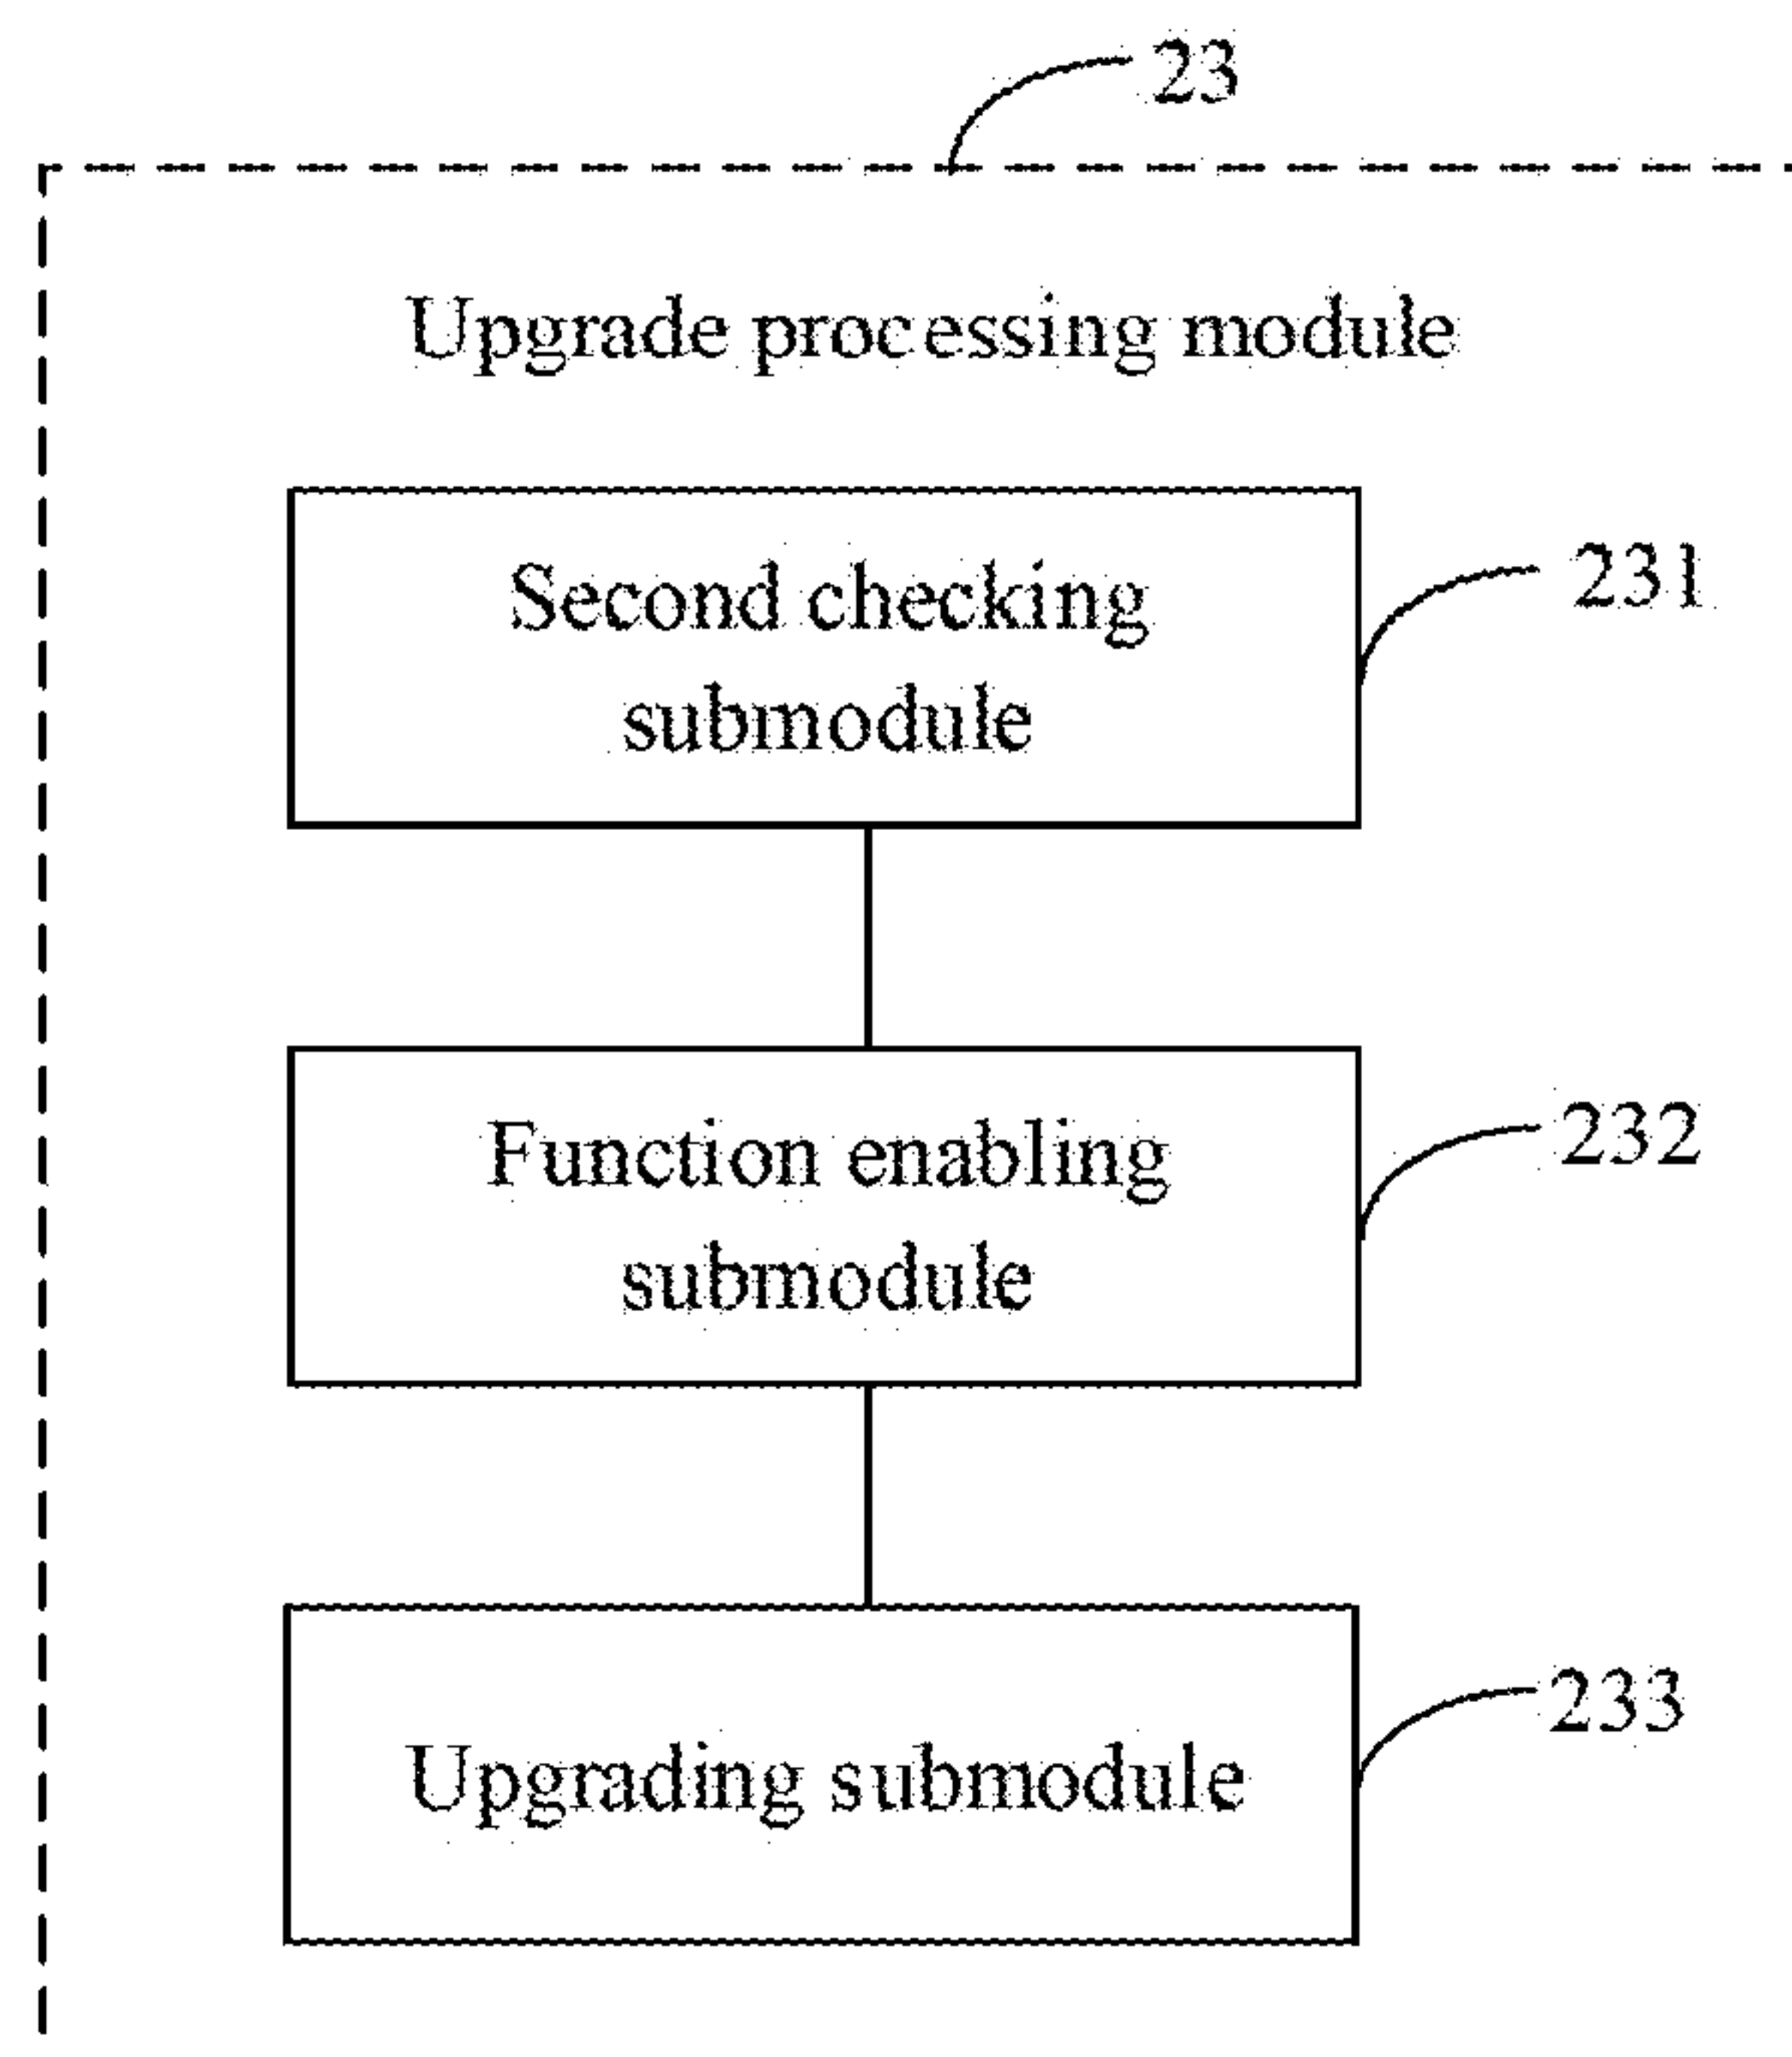 23
Upgrade processing module
Second checking
submodule
231
Function enabling
submodule
232
Upgrading submodule
233